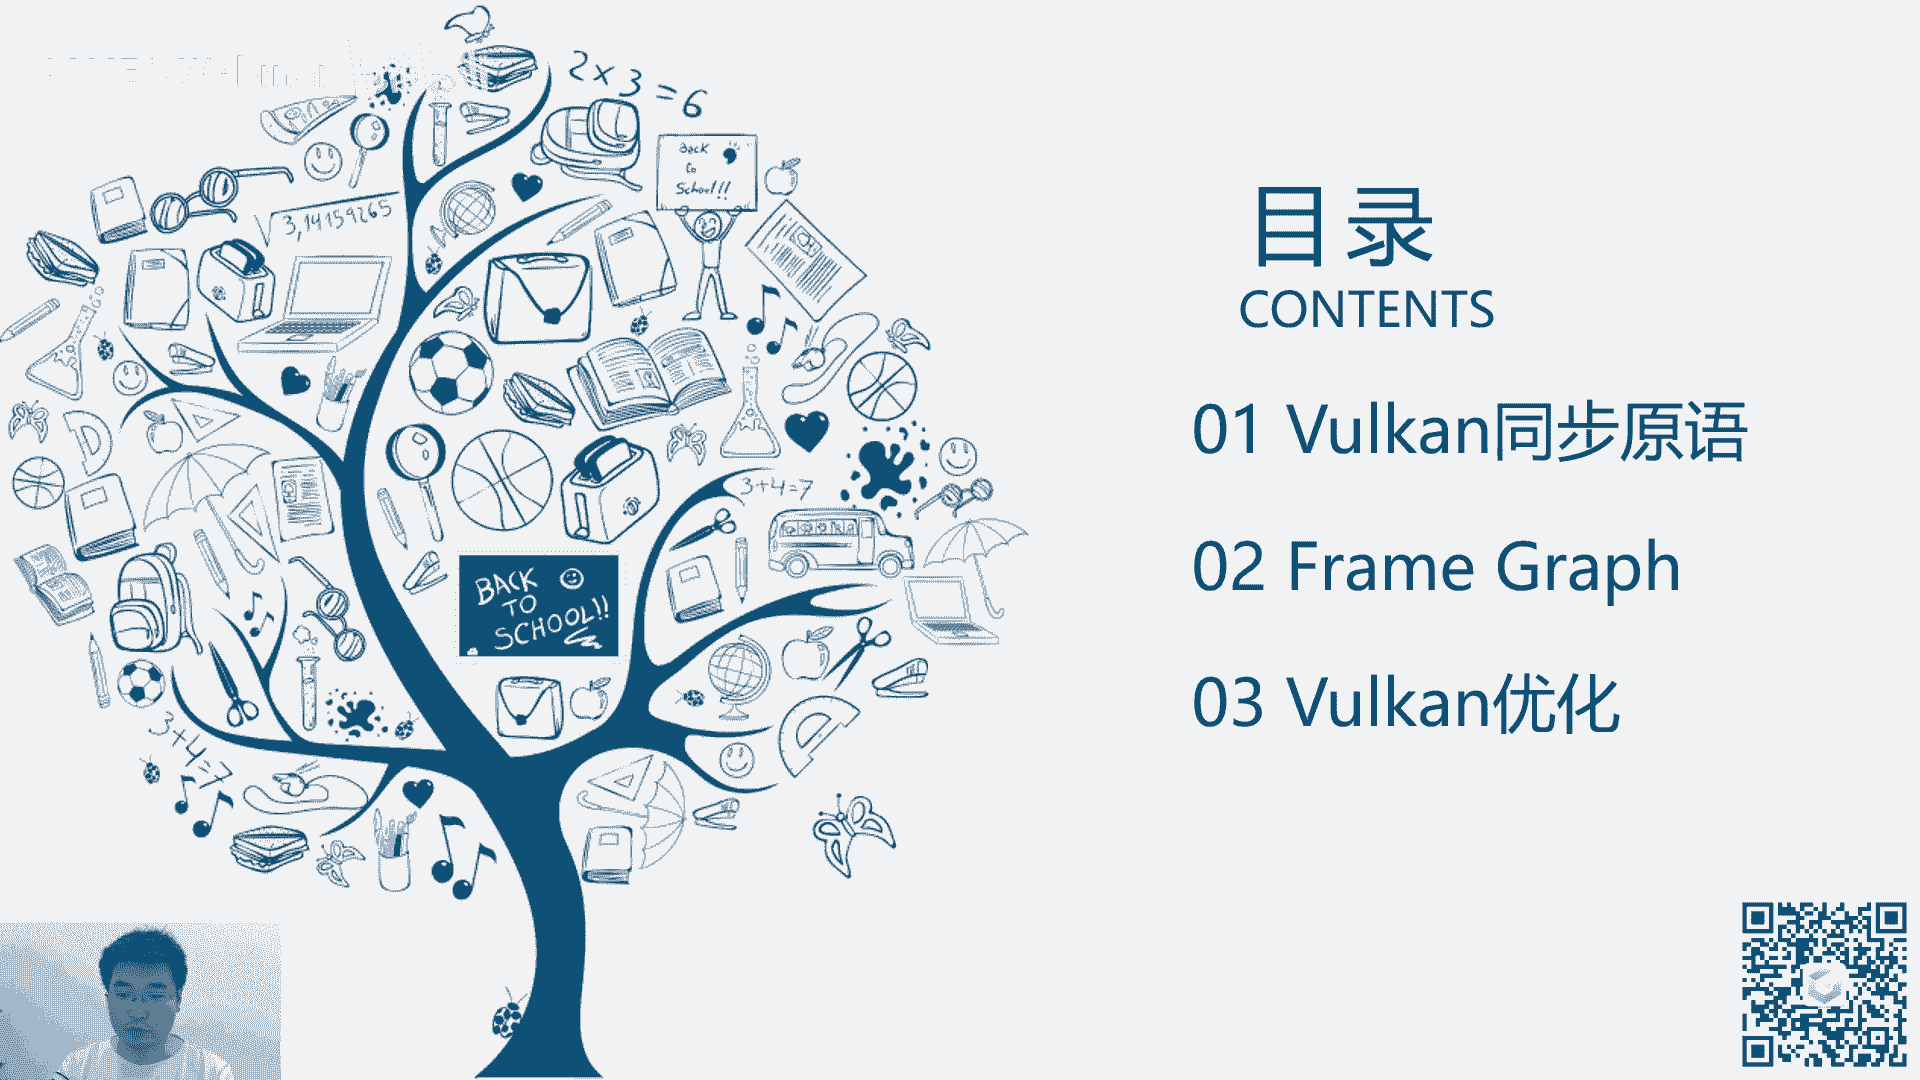 2×3=6
Back
to
School!!
3,14159265
3+4=7
BACK
TO
SCHOOL!!
3+4=7
目录
CONTENTS
01 Vulkan同步原语
02 Frame Graph
03 Vulkan优化